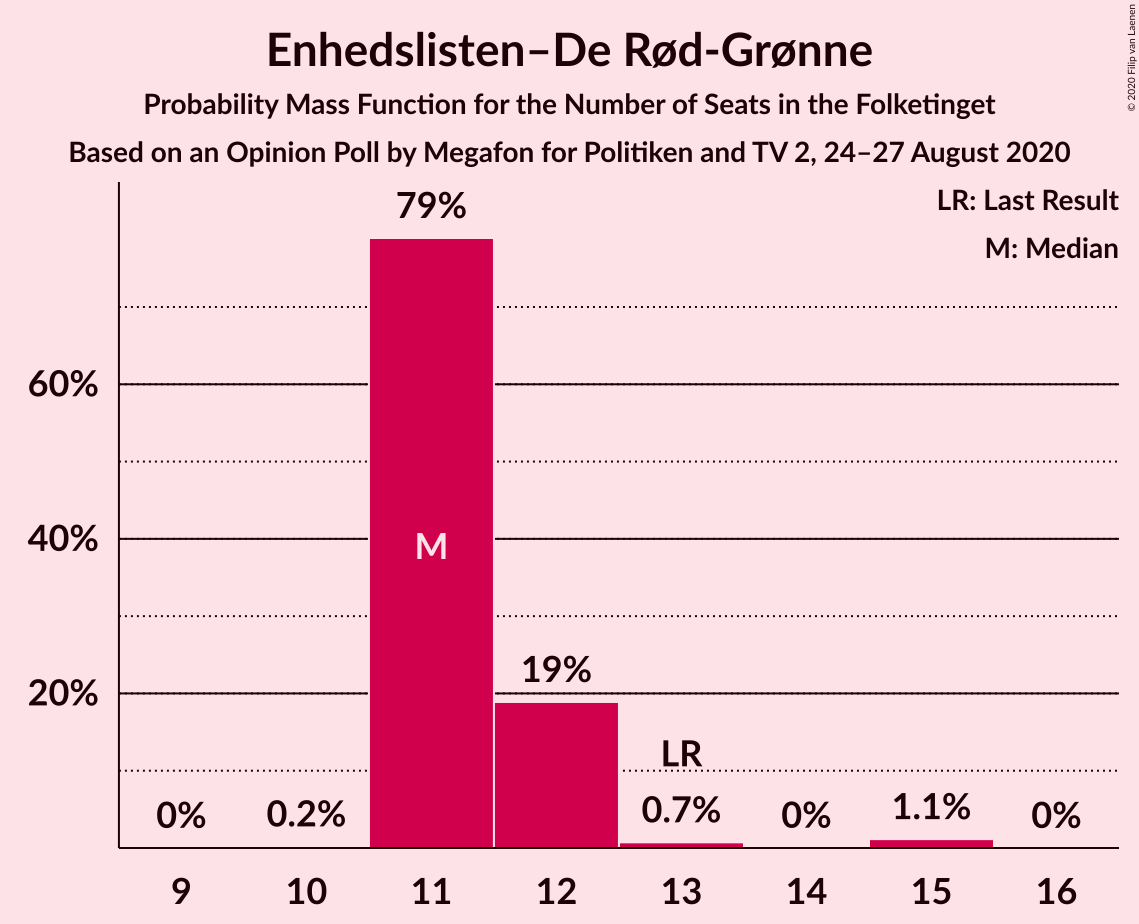 Enhedslisten–De Rød-Grønne
Probability Mass Function for the Number of Seats in the Folketinget
Based on an Opinion Poll by Megafon for Politiken and TV 2, 24–27 August 2020
© 2020 Filip van Laenen
LR: Last Result
M: Median
60%
40%
20%
0%
0.2%
79%
M
19%
LR
0.7%
0%
1.1%
0%
9 10 11 12 13 14 15 16